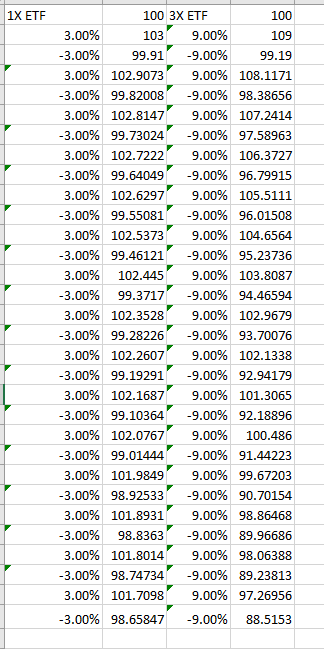 1X ETF 100 3X ETF 100
3.00% 103 9.00% 109
-3.00% 99.91 -9.00% 99.19
3.00% 102.9073 9.00% 108.1171
-3.00% 99.82008 -9.00% 98.38656
3.00% 102.8147 9.00% 107.2414
-3.00% 99.73024 -9.00% 97.58963
3.00% 102.7222 9.00% 106.3727
-3.00% 99.64049 -9.00% 96.79915
3.00% 102.6297 9.00% 105.5111
-3.00% 99.55081 -9.00% 96.01508
3.00% 102.5373 9.00% 104.6564
-3.00% 99.46121 -9.00% 95.23736
3.00% 102.445 9.00% 103.8087
-3.00% 99.3717 -9.00% 94.46594
3.00% 102.3528 9.00% 102.9679
-3.00% 99.28226 -9.00% 93.70076
3.00% 102.2607 9.00% 102.1338
-3.00% 99.19291 -9.00% 92.94179
3.00% 102.1687 9.00% 101.3065
-3.00% 99.10364 -9.00% 92.18896
3.00% 102.0767 9.00% 100.486
-3.00% 99.01444 -9.00% 91.44223
3.00% 101.9849 9.00% 99.67203
-3.00% 98.92533 -9.00% 90.70154
3.00% 101.8931 9.00% 98.86468
-3.00% 98.8363 -9.00% 89.96686
3.00% 101.8014 9.00% 98.06388
-3.00% 98.74734 -9.00% 89.23813
3.00% 101.7098 9.00% 97.26956
-3.00% 98.65847 -9.00% 88.5153